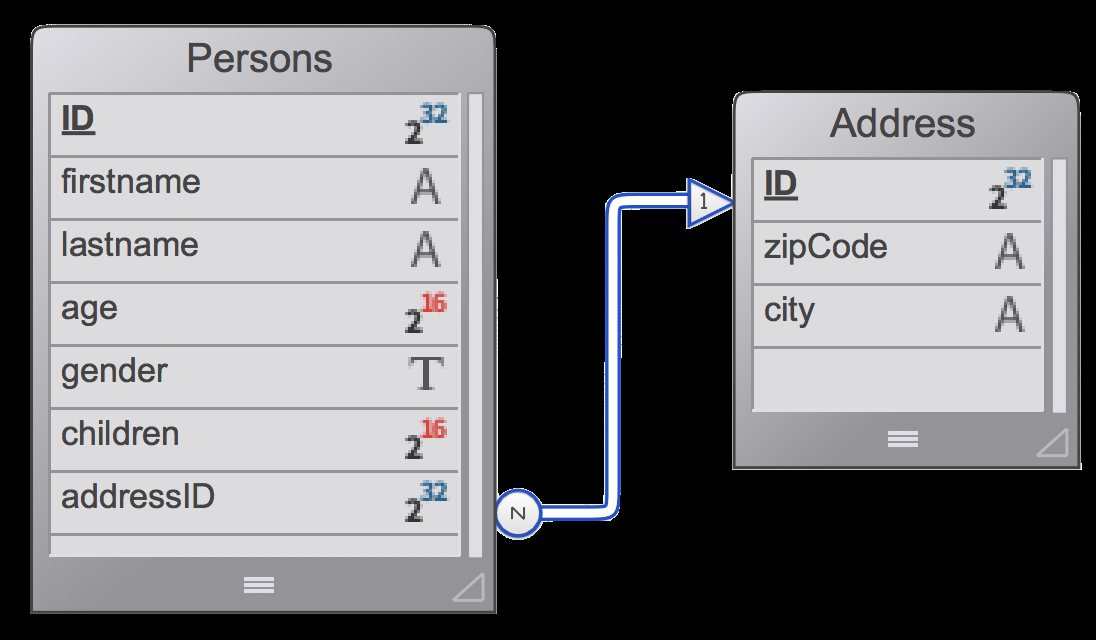 Persons
ID 2^32
firstname A
lastname A
age 2^16
gender T
children 2^16
addressID 2^32
N
1
Address
ID 2^32
zipCode A
city A